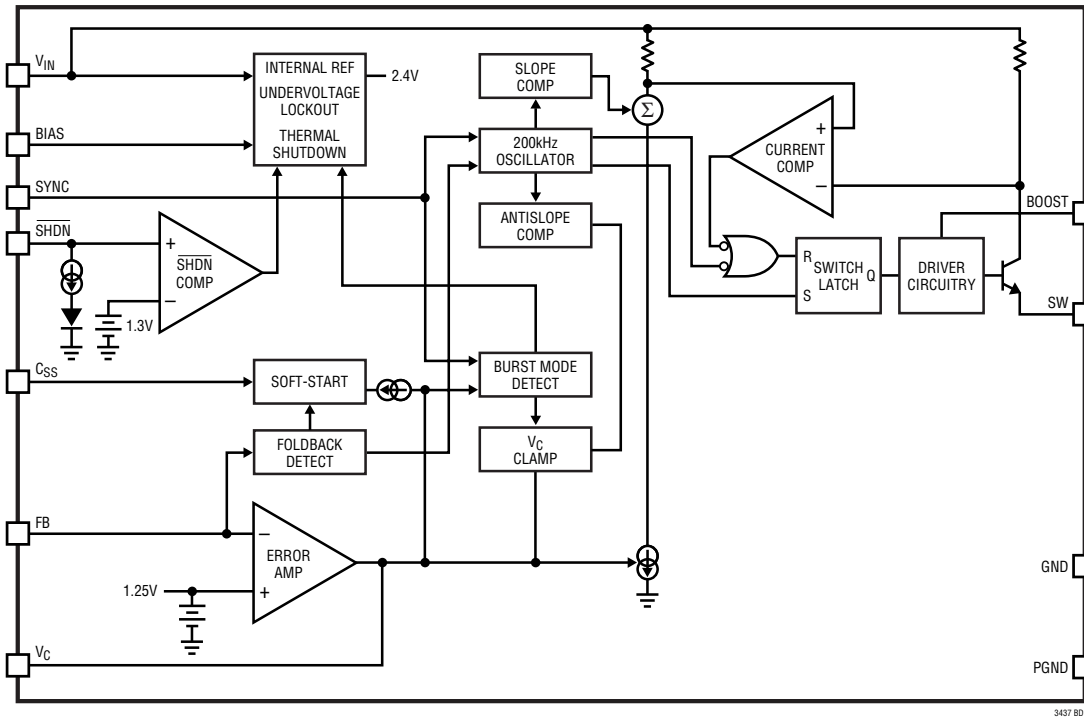 VIN
BIAS
SYNC
SHDN
CSS
FB
VC
INTERNAL REF
UNDERVOLTAGE
LOCKOUT
THERMAL
SHUTDOWN
2.4V
+
SHDN
COMP
–
1.3V
SOFT-START
FOLDBACK
DETECT
–
ERROR
AMP
+
1.25V
SLOPE
COMP
Σ
200kHz
OSCILLATOR
ANTISLOPE
COMP
BURST MODE
DETECT
VC
CLAMP
+
CURRENT
COMP
–
R
SWITCH
LATCH
Q
S
DRIVER
CIRCUITRY
BOOST
SW
GND
PGND
3437 BD